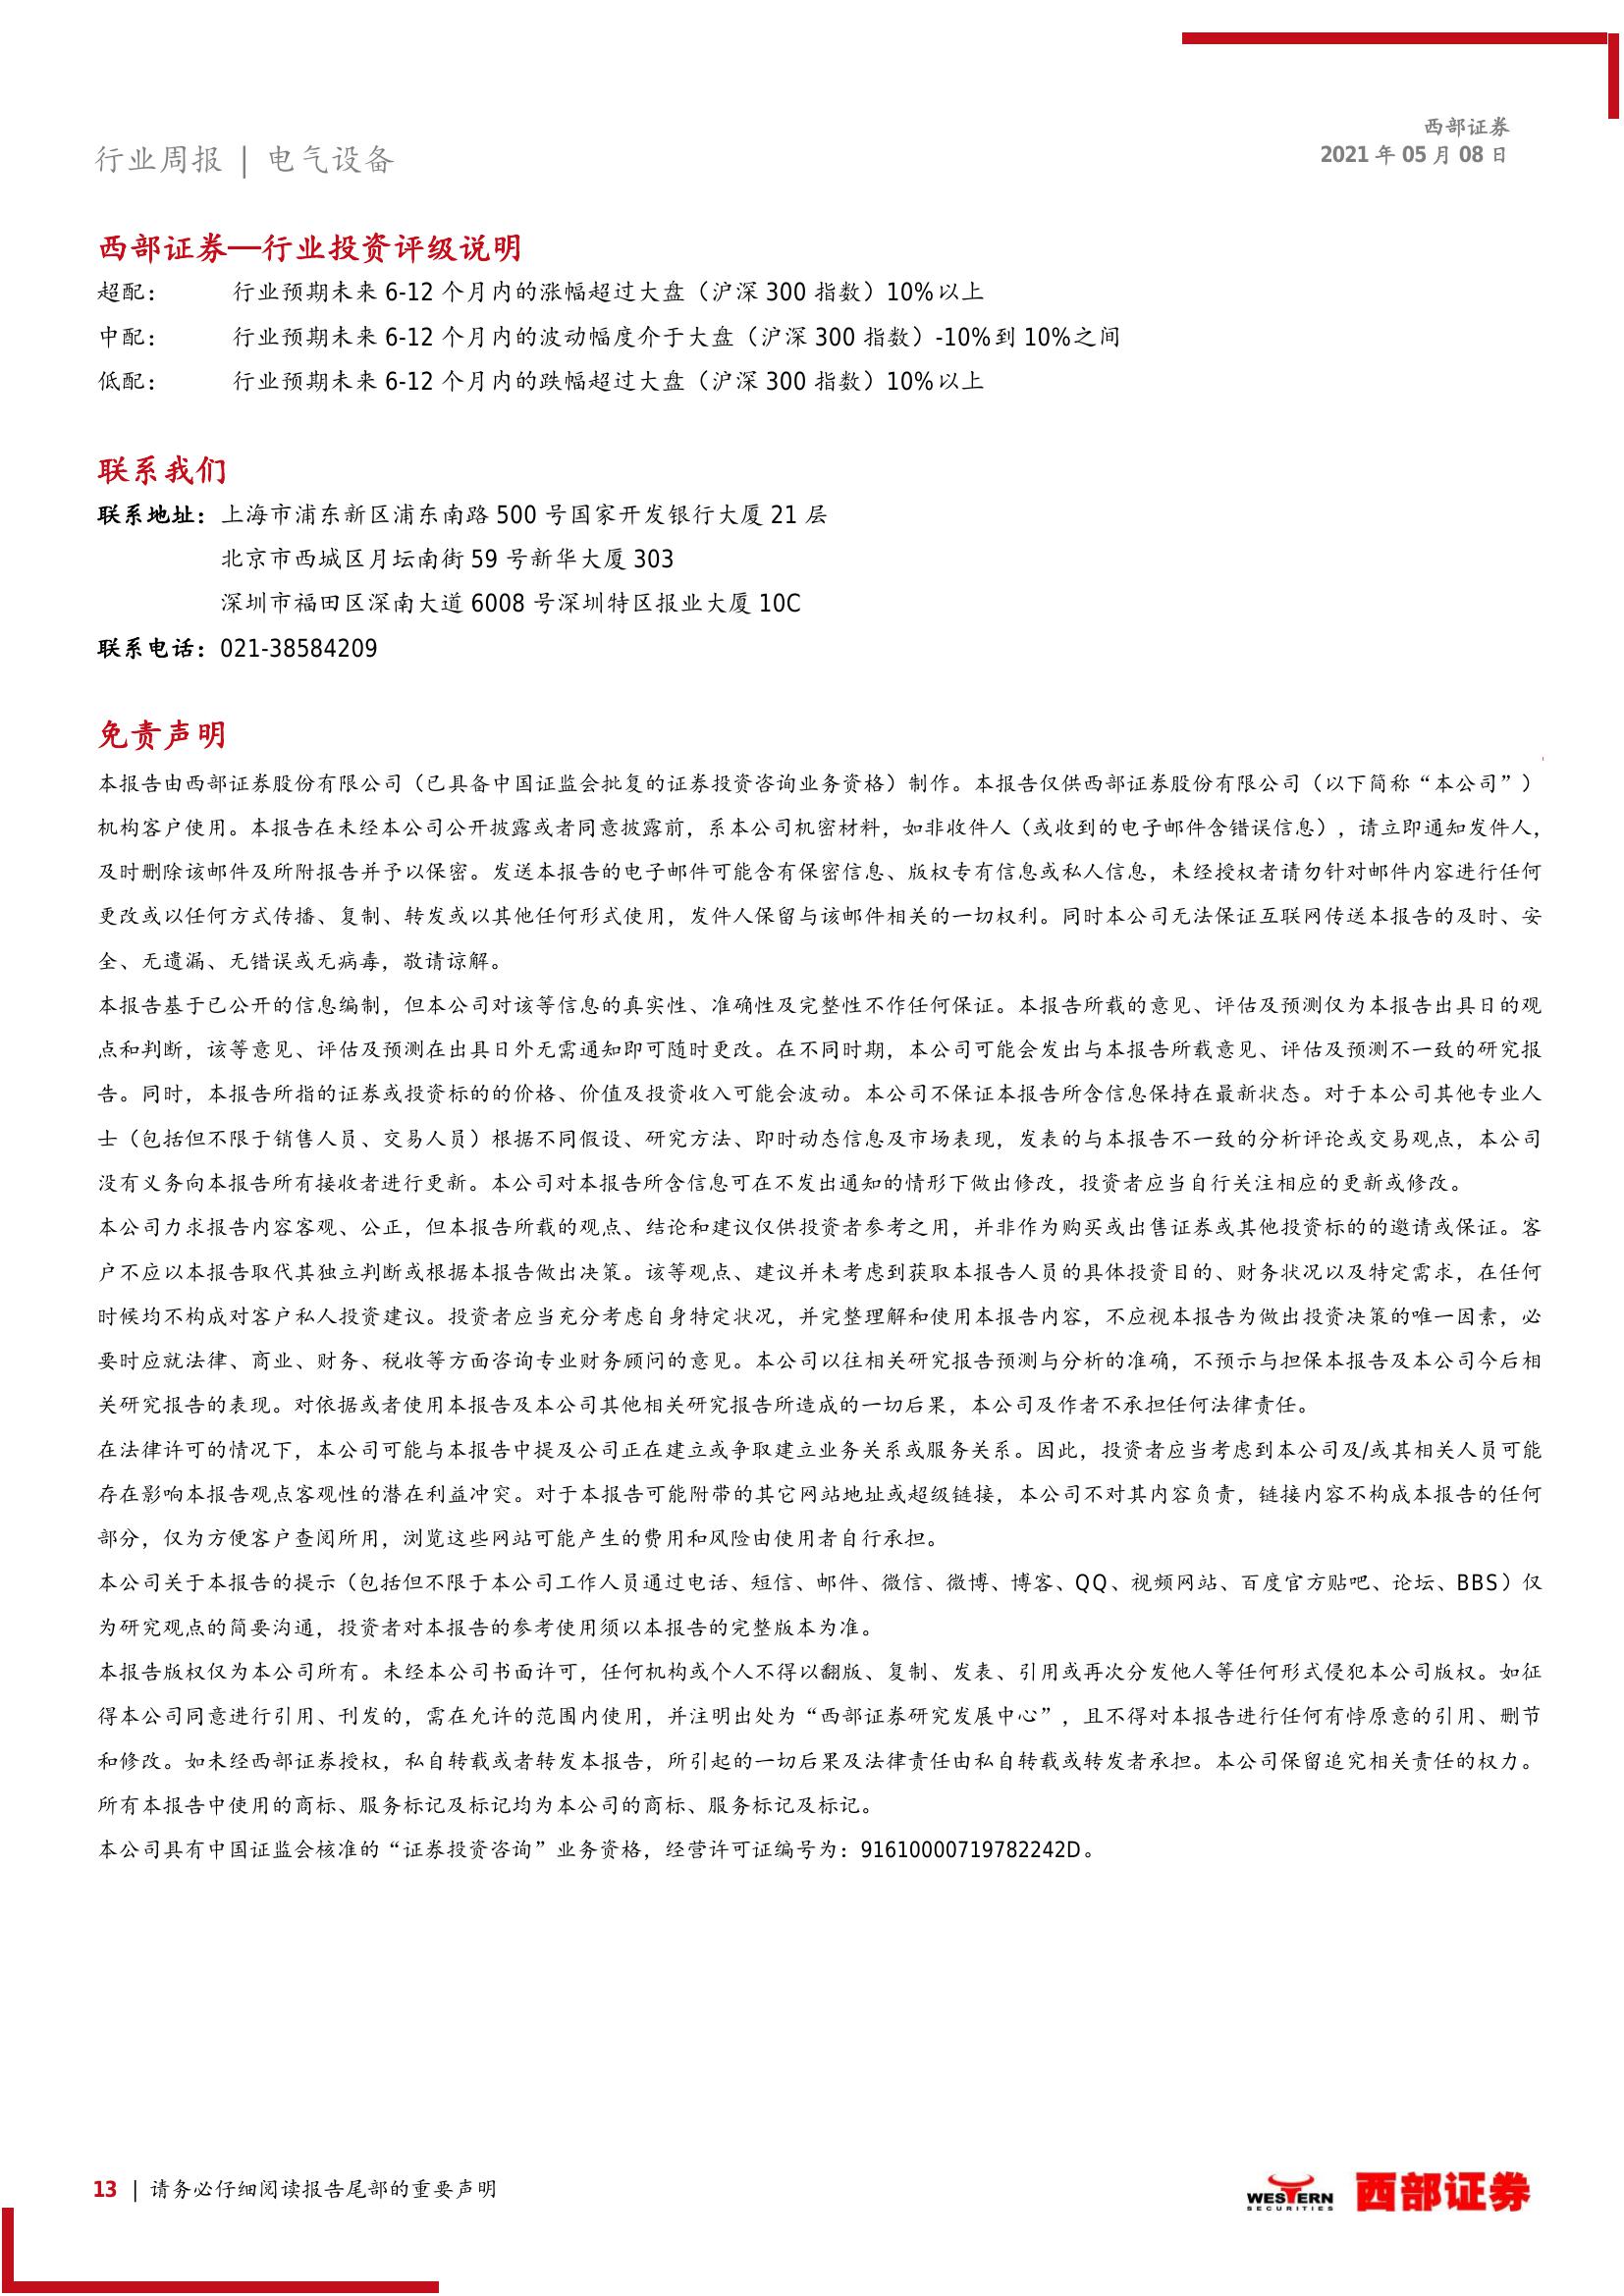 西部证券
行业周报 | 电气设备
2021 年 05 月 08 日
西部证券—行业投资评级说明
超配： 行业预期未来 6-12 个月内的涨幅超过大盘（沪深 300 指数）10%以上
中配： 行业预期未来 6-12 个月内的波动幅度介于大盘（沪深 300 指数）-10%到 10%之间
低配： 行业预期未来 6-12 个月内的跌幅超过大盘（沪深 300 指数）10%以上
联系我们
联系地址：上海市浦东新区浦东南路 500 号国家开发银行大厦 21 层
北京市西城区月坛南街 59 号新华大厦 303
深圳市福田区深南大道 6008 号深圳特区报业大厦 10C
联系电话：021-38584209
免责声明
本报告由西部证券股份有限公司（已具备中国证监会批复的证券投资咨询业务资格）制作。本报告仅供西部证券股份有限公司（以下简称“本公司”）
机构客户使用。本报告在未经本公司公开披露或者同意披露前，系本公司机密材料，如非收件人（或收到的电子邮件含错误信息），请立即通知发件人，
及时删除该邮件及所附报告并予以保密。发送本报告的电子邮件可能含有保密信息、版权专有信息或私人信息，未经授权者请勿针对邮件内容进行任何
更改或以任何方式传播、复制、转发或以其他任何形式使用，发件人保留与该邮件相关的一切权利。同时本公司无法保证互联网传送本报告的及时、安
全、无遗漏、无错误或无病毒，敬请谅解。
本报告基于已公开的信息编制，但本公司对该等信息的真实性、准确性及完整性不作任何保证。本报告所载的意见、评估及预测仅为本报告出具日的观
点和判断，该等意见、评估及预测在出具日外无需通知即可随时更改。在不同时期，本公司可能会发出与本报告所载意见、评估及预测不一致的研究报
告。同时，本报告所指的证券或投资标的的价格、价值及投资收入可能会波动。本公司不保证本报告所含信息保持在最新状态。对于本公司其他专业人
士（包括但不限于销售人员、交易人员）根据不同假设、研究方法、即时动态信息及市场表现，发表的与本报告不一致的分析评论或交易观点，本公司
没有义务向本报告所有接收者进行更新。本公司对本报告所含信息可在不发出通知的情形下做出修改，投资者应当自行关注相应的更新或修改。
本公司力求报告内容客观、公正，但本报告所载的观点、结论和建议仅供投资者参考之用，并非作为购买或出售证券或其他投资标的的邀请或保证。客
户不应以本报告取代其独立判断或根据本报告做出决策。该等观点、建议并未考虑到获取本报告人员的具体投资目的、财务状况以及特定需求，在任何
时候均不构成对客户私人投资建议。投资者应当充分考虑自身特定状况，并完整理解和使用本报告内容，不应视本报告为做出投资决策的唯一因素，必
要时应就法律、商业、财务、税收等方面咨询专业财务顾问的意见。本公司以往相关研究报告预测与分析的准确，不预示与担保本报告及本公司今后相
关研究报告的表现。对依据或者使用本报告及本公司其他相关研究报告所造成的一切后果，本公司及作者不承担任何法律责任。
在法律许可的情况下，本公司可能与本报告中提及公司正在建立或争取建立业务关系或服务关系。因此，投资者应当考虑到本公司及/或其相关人员可能
存在影响本报告观点客观性的潜在利益冲突。对于本报告可能附带的其它网站地址或超级链接，本公司不对其内容负责，链接内容不构成本报告的任何
部分，仅为方便客户查阅所用，浏览这些网站可能产生的费用和风险由使用者自行承担。
本公司关于本报告的提示（包括但不限于本公司工作人员通过电话、短信、邮件、微信、微博、博客、QQ、视频网站、百度官方贴吧、论坛、BBS）仅
为研究观点的简要沟通，投资者对本报告的参考使用须以本报告的完整版本为准。
本报告版权仅为本公司所有。未经本公司书面许可，任何机构或个人不得以翻版、复制、发表、引用或再次分发他人等任何形式侵犯本公司版权。如征
得本公司同意进行引用、刊发的，需在允许的范围内使用，并注明出处为“西部证券研究发展中心”，且不得对本报告进行任何有悖原意的引用、删节
和修改。如未经西部证券授权，私自转载或者转发本报告，所引起的一切后果及法律责任由私自转载或转发者承担。本公司保留追究相关责任的权力。
所有本报告中使用的商标、服务标记及标记均为本公司的商标、服务标记及标记。
本公司具有中国证监会核准的“证券投资咨询”业务资格，经营许可证编号为：91610000719782242D。
13 | 请务必仔细阅读报告尾部的重要声明
WESTERN
SECURITIES
西部证券